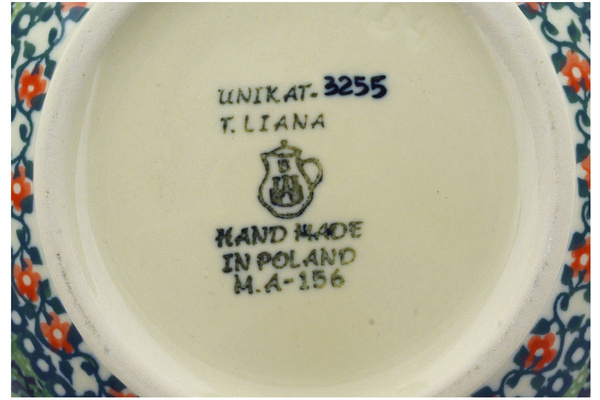 UNIKAT-3255
T. LIANA
B
HAND MADE
IN POLAND
M.A-156